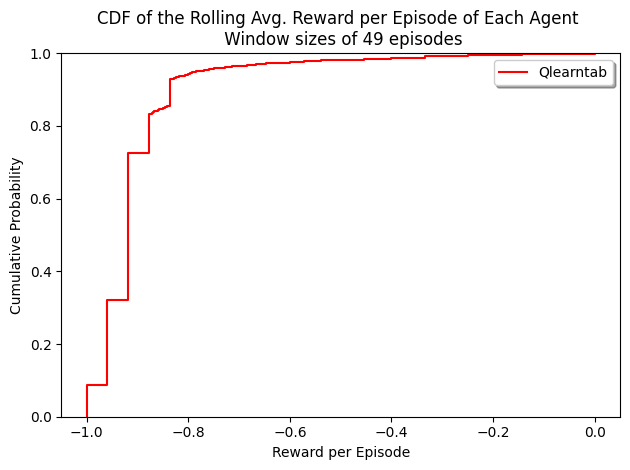 CDF of the Rolling Avg. Reward per Episode of Each Agent
Window sizes of 49 episodes
Qlearntab
1.0
0.8
0.6
0.4
0.2
0.0
Cumulative Probability
−1.0 −0.8 −0.6 −0.4 −0.2 0.0
Reward per Episode